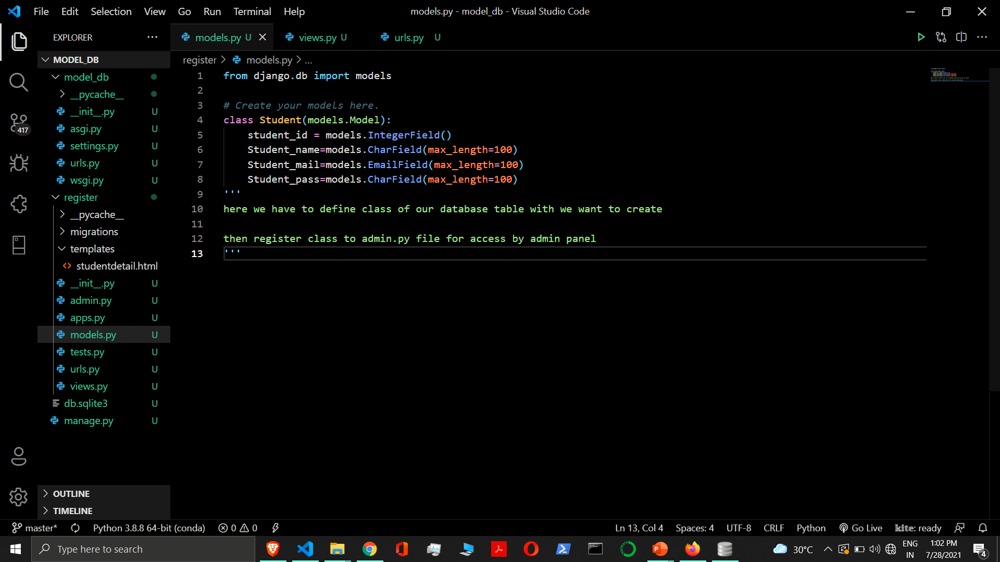 File Edit Selection View Go Run Terminal Help
models.py - model_db - Visual Studio Code
EXPLORER
models.py U
views.py U
urls.py U
MODEL_DB
register > models.py > ...
model_db
__pycache__
__init__.py U
asgi.py U
settings.py U
urls.py U
wsgi.py U
register
__pycache__
migrations
templates
studentdetail.html
__init__.py U
admin.py U
apps.py U
models.py U
tests.py U
urls.py U
views.py U
db.sqlite3 U
manage.py U
OUTLINE
TIMELINE
417
1 from django.db import models
2
3 # Create your models here.
4 class Student(models.Model):
5 student_id = models.IntegerField()
6 Student_name=models.CharField(max_length=100)
7 Student_mail=models.EmailField(max_length=100)
8 Student_pass=models.CharField(max_length=100)
9 '''
10 here we have to define class of our database table with we want to create
11
12 then register class to admin.py file for access by admin panel
13 '''
master* Python 3.8.8 64-bit (conda) 0 0
Ln 13, Col 4 Spaces: 4 UTF-8 CRLF Python Go Live kite: ready
Type here to search
30°C
ENG
IN
1:02 PM
7/28/2021
4